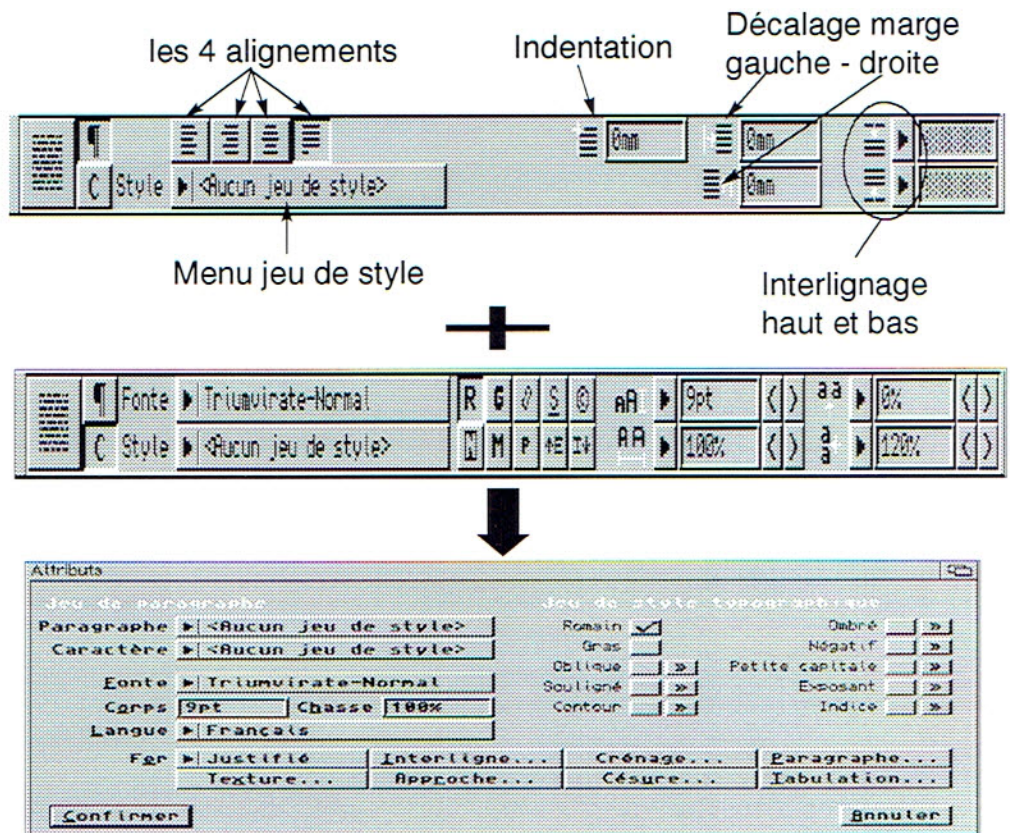 les 4 alignements
Indentation
Décalage marge
gauche - droite
¶
0mm
0mm
C Style <Aucun jeu de style>
0mm
Menu jeu de style
Interlignage
haut et bas
¶ Fonte Triumvirate-Normal R G S © AA 9pt ( ) aa 0% ( )
C Style <Aucun jeu de style> N M P ↑E I↓ AA 100% ( ) a a 120% ( )
Attributs
Jeu de paragraphe
Jeu de style typographique
Paragraphe <Aucun jeu de style>
Caractère <Aucun jeu de style>
Fonte Triumvirate-Normal
Corps 9pt Chasse 100%
Langue Français
Romain
Gras
Oblique »
Souligné »
Contour »
Ombré »
Négatif »
Petite capitale »
Exposant »
Indice »
Fer Justifié Interligne... Crénage... Paragraphe...
Texture... Approche... Césure... Tabulation...
Confirmer Annuler